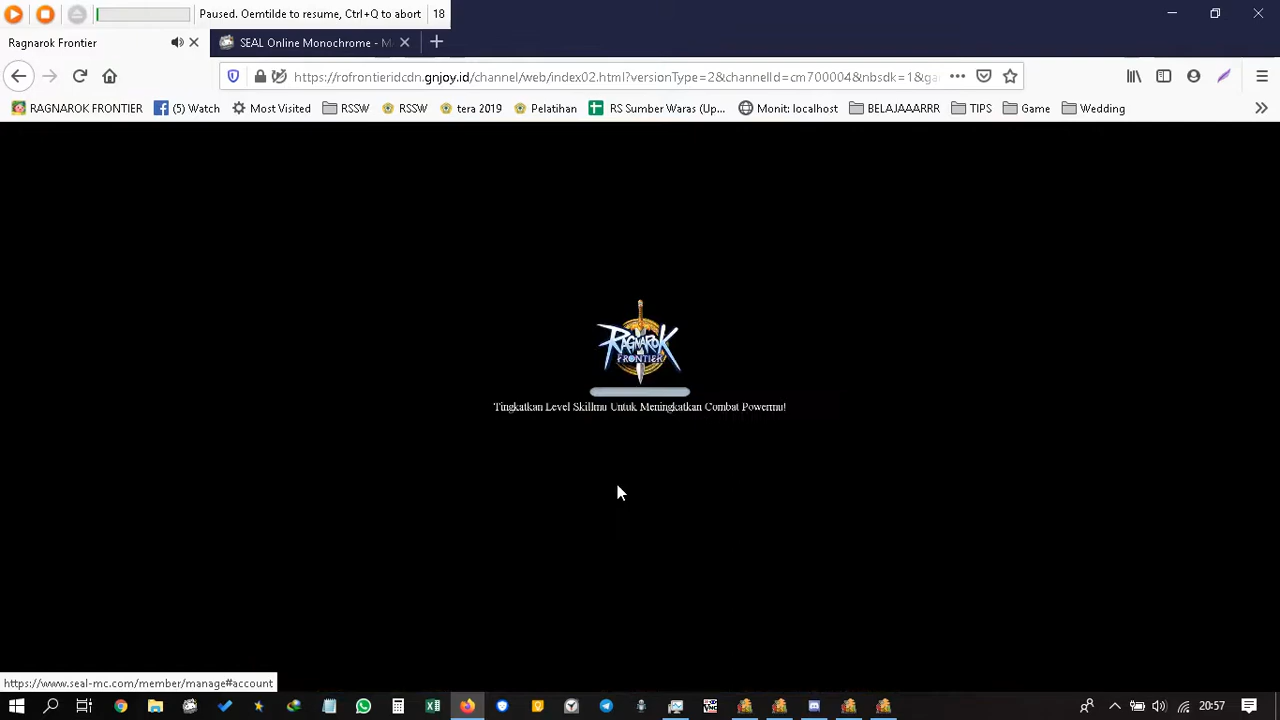 Paused. Oemtilde to resume, Ctrl+Q to abort 18
Ragnarok Frontier
SEAL Online Monochrome - M
https://rofrontieridcdn.gnjoy.id/channel/web/index02.html?versionType=2&channelId=cm700004&nbsdk=1&ga
RAGNAROK FRONTIER (5) Watch Most Visited RSSW RSSW tera 2019 Pelatihan RS Sumber Waras (Up... Monit: localhost BELAJAAARRR TIPS Game Wedding
RAGNAROK
FRONTIER
Tingkatkan Level Skillmu Untuk Meningkatkan Combat Powermu!
https://www.seal-mc.com/member/manage#account
20:57